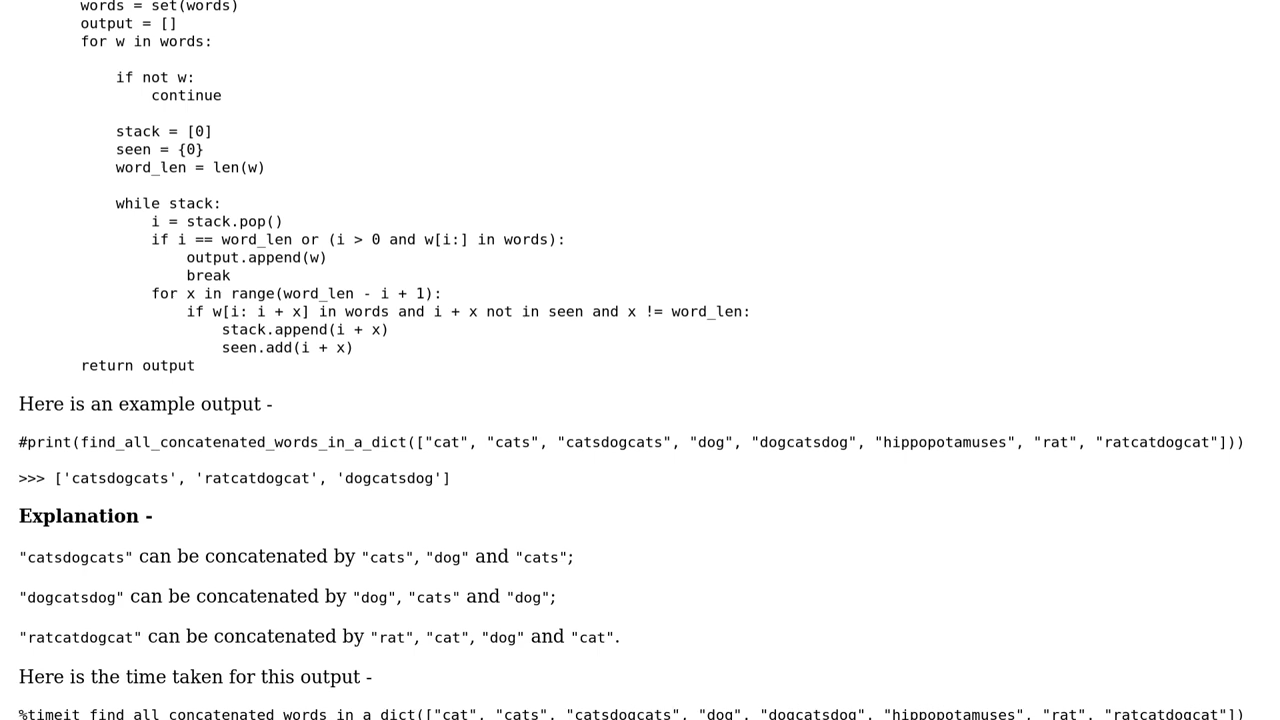 words = set(words)
output = []
for w in words:
if not w:
continue
stack = [0]
seen = {0}
word_len = len(w)
while stack:
i = stack.pop()
if i == word_len or (i > 0 and w[i:] in words):
output.append(w)
break
for x in range(word_len - i + 1):
if w[i: i + x] in words and i + x not in seen and x != word_len:
stack.append(i + x)
seen.add(i + x)
return output
Here is an example output -
#print(find_all_concatenated_words_in_a_dict(["cat", "cats", "catsdogcats", "dog", "dogcatsdog", "hippopotamuses", "rat", "ratcatdogcat"]))
>>> ['catsdogcats', 'ratcatdogcat', 'dogcatsdog']
Explanation -
"catsdogcats" can be concatenated by "cats", "dog" and "cats";
"dogcatsdog" can be concatenated by "dog", "cats" and "dog";
"ratcatdogcat" can be concatenated by "rat", "cat", "dog" and "cat".
Here is the time taken for this output -
%timeit find_all_concatenated_words_in_a_dict(["cat", "cats", "catsdogcats", "dog", "dogcatsdog", "hippopotamuses", "rat", "ratcatdogcat"])